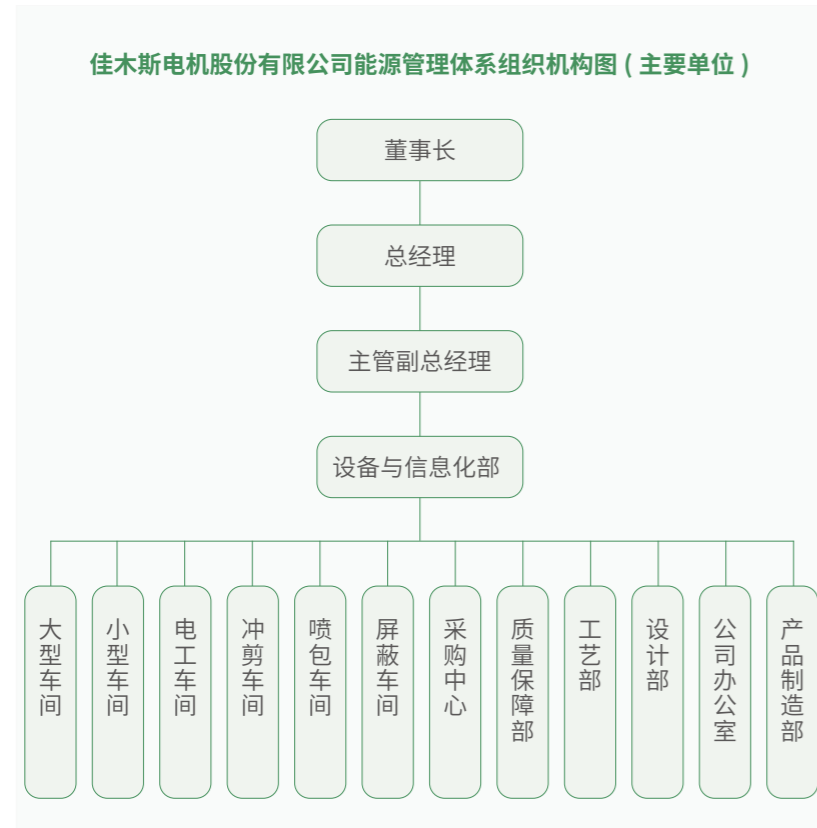 佳木斯电机股份有限公司能源管理体系组织机构图 ( 主要单位 )
董事长
总经理
主管副总经理
设备与信息化部
大型车间
小型车间
电工车间
冲剪车间
喷包车间
屏蔽车间
采购中心
质量保障部
工艺部
设计部
公司办公室
产品制造部